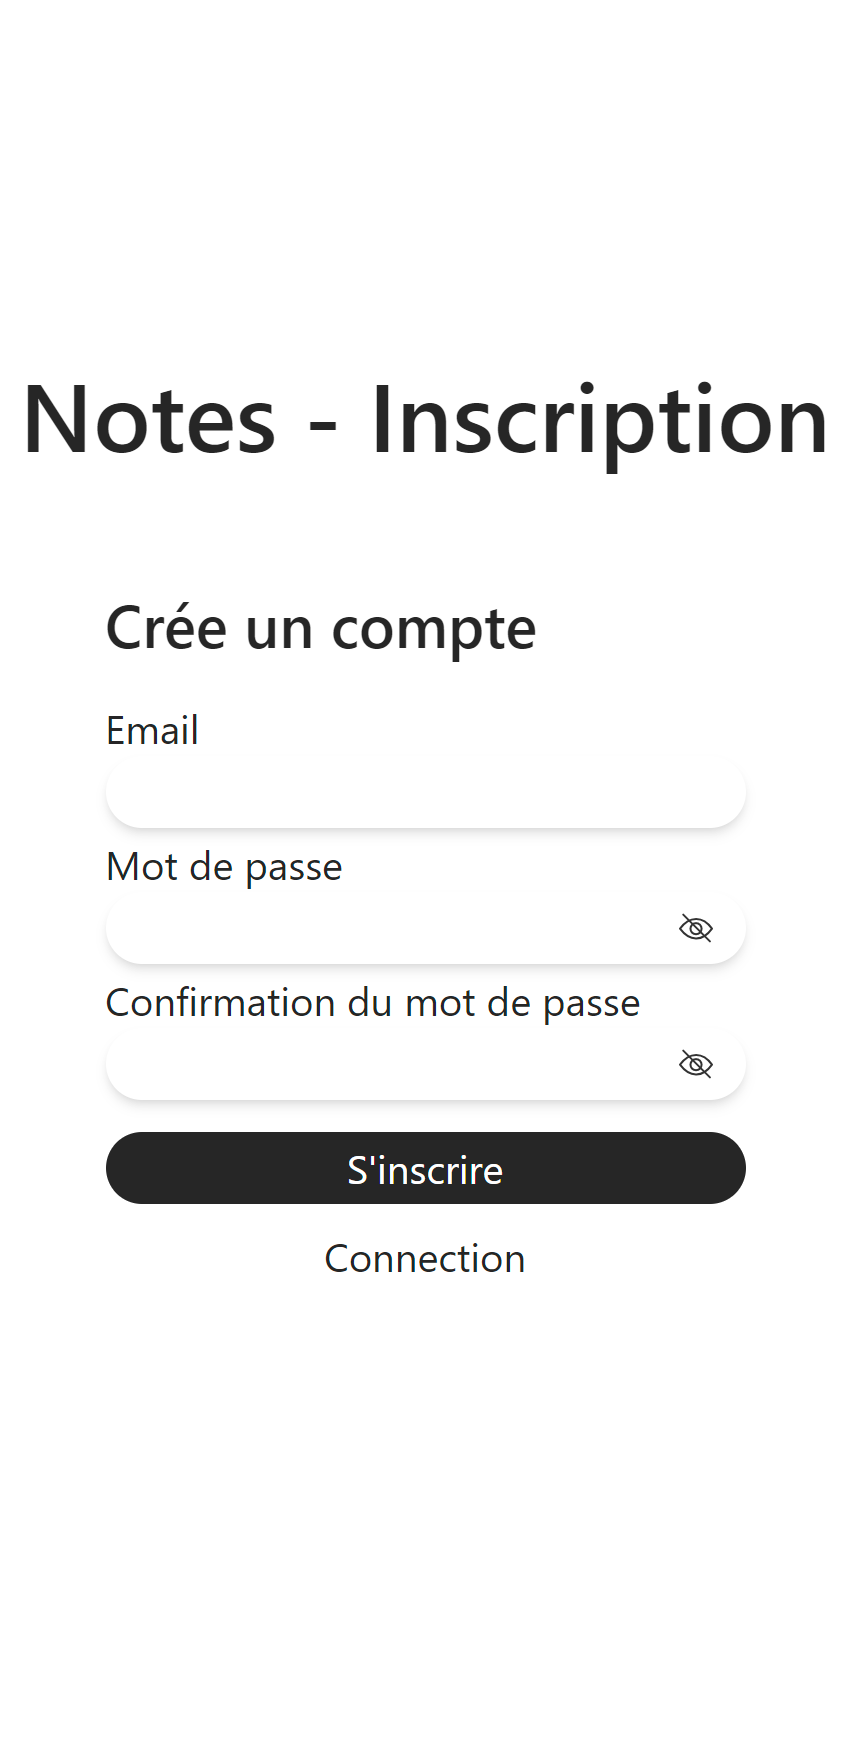 Notes - Inscription
Crée un compte
Email
Mot de passe
Confirmation du mot de passe
S'inscrire
Connection